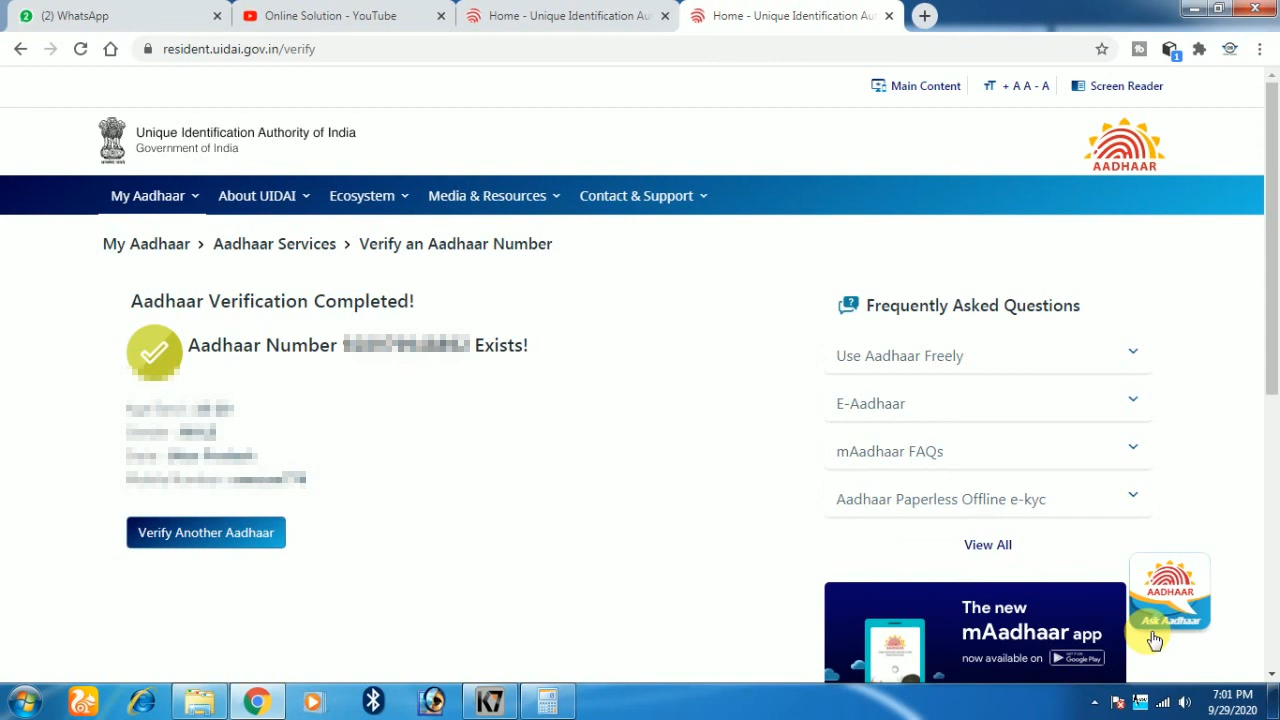 (2) WhatsApp
Online Solution - YouTube
Home - Unique Identification Au
Home - Unique Identification Au
resident.uidai.gov.in/verify
1
Main Content
+ A A - A
Screen Reader
Unique Identification Authority of India
Government of India
AADHAAR
My Aadhaar
About UIDAI
Ecosystem
Media & Resources
Contact & Support
My Aadhaar > Aadhaar Services > Verify an Aadhaar Number
Aadhaar Verification Completed!
Aadhaar Number Exists!
Verify Another Aadhaar
Frequently Asked Questions
Use Aadhaar Freely
E-Aadhaar
mAadhaar FAQs
Aadhaar Paperless Offline e-kyc
View All
The new
mAadhaar app
now available on
Google Play
AADHAAR
Ask Aadhaar
K7
7:01 PM
9/29/2020